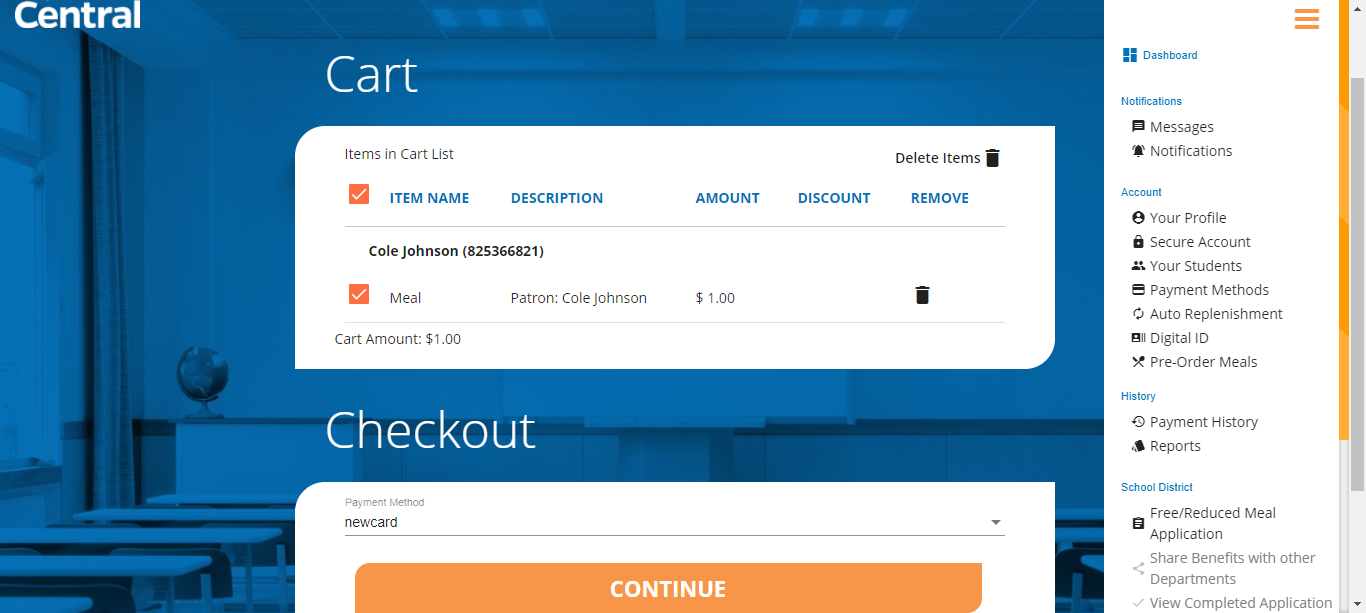 Central
Cart
Items in Cart List
Delete Items
ITEM NAME DESCRIPTION AMOUNT DISCOUNT REMOVE
Cole Johnson (825366821)
Meal Patron: Cole Johnson $ 1.00
Cart Amount: $1.00
Checkout
Payment Method
newcard
CONTINUE
Dashboard
Notifications
Messages
Notifications
Account
Your Profile
Secure Account
Your Students
Payment Methods
Auto Replenishment
Digital ID
Pre-Order Meals
History
Payment History
Reports
School District
Free/Reduced Meal
Application
Share Benefits with other
Departments
View Completed Application